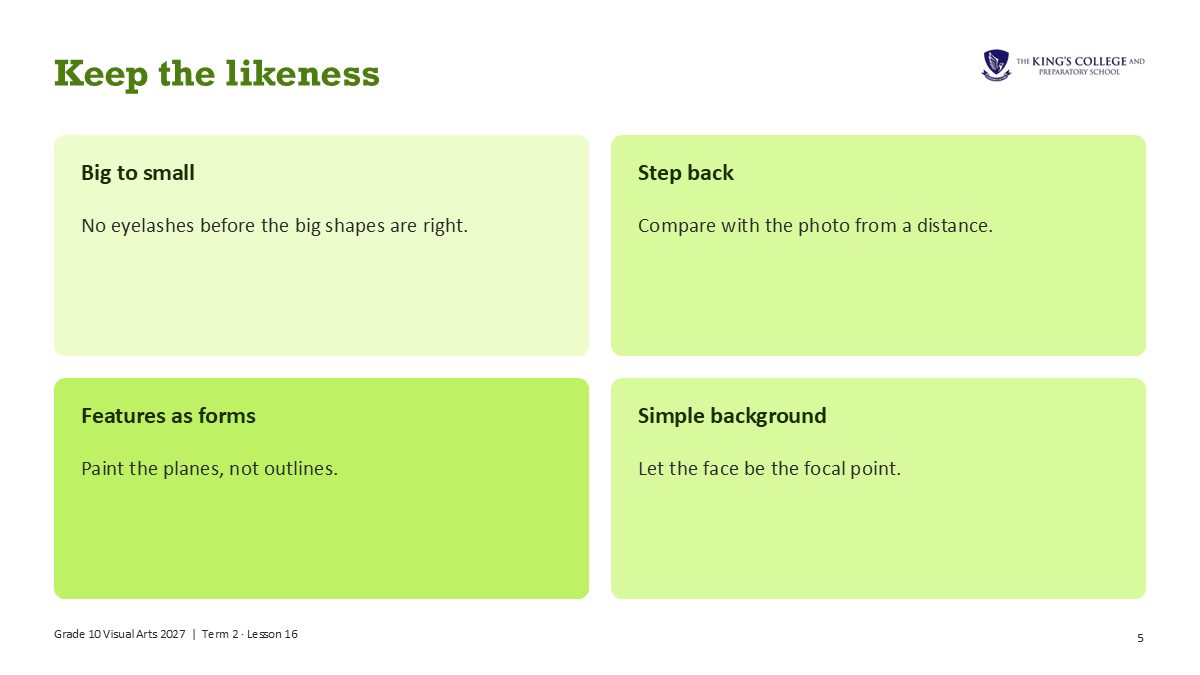 Keep the likeness
THE KING'S COLLEGE AND
PREPARATORY SCHOOL
Big to small
No eyelashes before the big shapes are right.
Step back
Compare with the photo from a distance.
Features as forms
Paint the planes, not outlines.
Simple background
Let the face be the focal point.
Grade 10 Visual Arts 2027 | Term 2 · Lesson 16
5